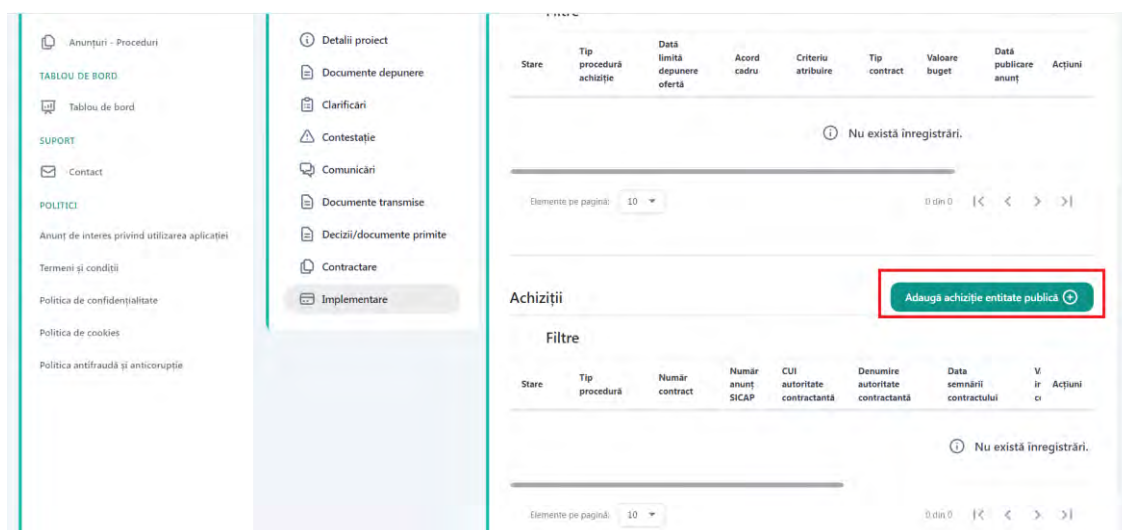 Anunțuri - Proceduri
TABLOU DE BORD
Tablou de bord
SUPORT
Contact
POLITICI
Anunț de interes privind utilizarea aplicației
Termeni și condiții
Politica de confidențialitate
Politica de cookies
Politica antifraudă și anticorupție
Detalii proiect
Documente depunere
Clarificări
Contestație
Comunicări
Documente transmise
Decizii/documente primite
Contractare
Implementare
Filtre
Stare
Tip
procedură
achiziție
Dată
limită
depunere
ofertă
Acord
cadru
Criteriu
atribuire
Tip
contract
Valoare
buget
Dată
publicare
anunț
Acțiuni
Nu există înregistrări.
Elemente pe pagină: 10
0 din 0
Achiziții
Adaugă achiziție entitate publică
Filtre
Stare
Tip
procedură
Număr
contract
Număr
anunț
SICAP
CUI
autoritate
contractantă
Denumire
autoritate
contractantă
Data
semnării
contractului
Acțiuni
Nu există înregistrări.
Elemente pe pagină: 10
0 din 0